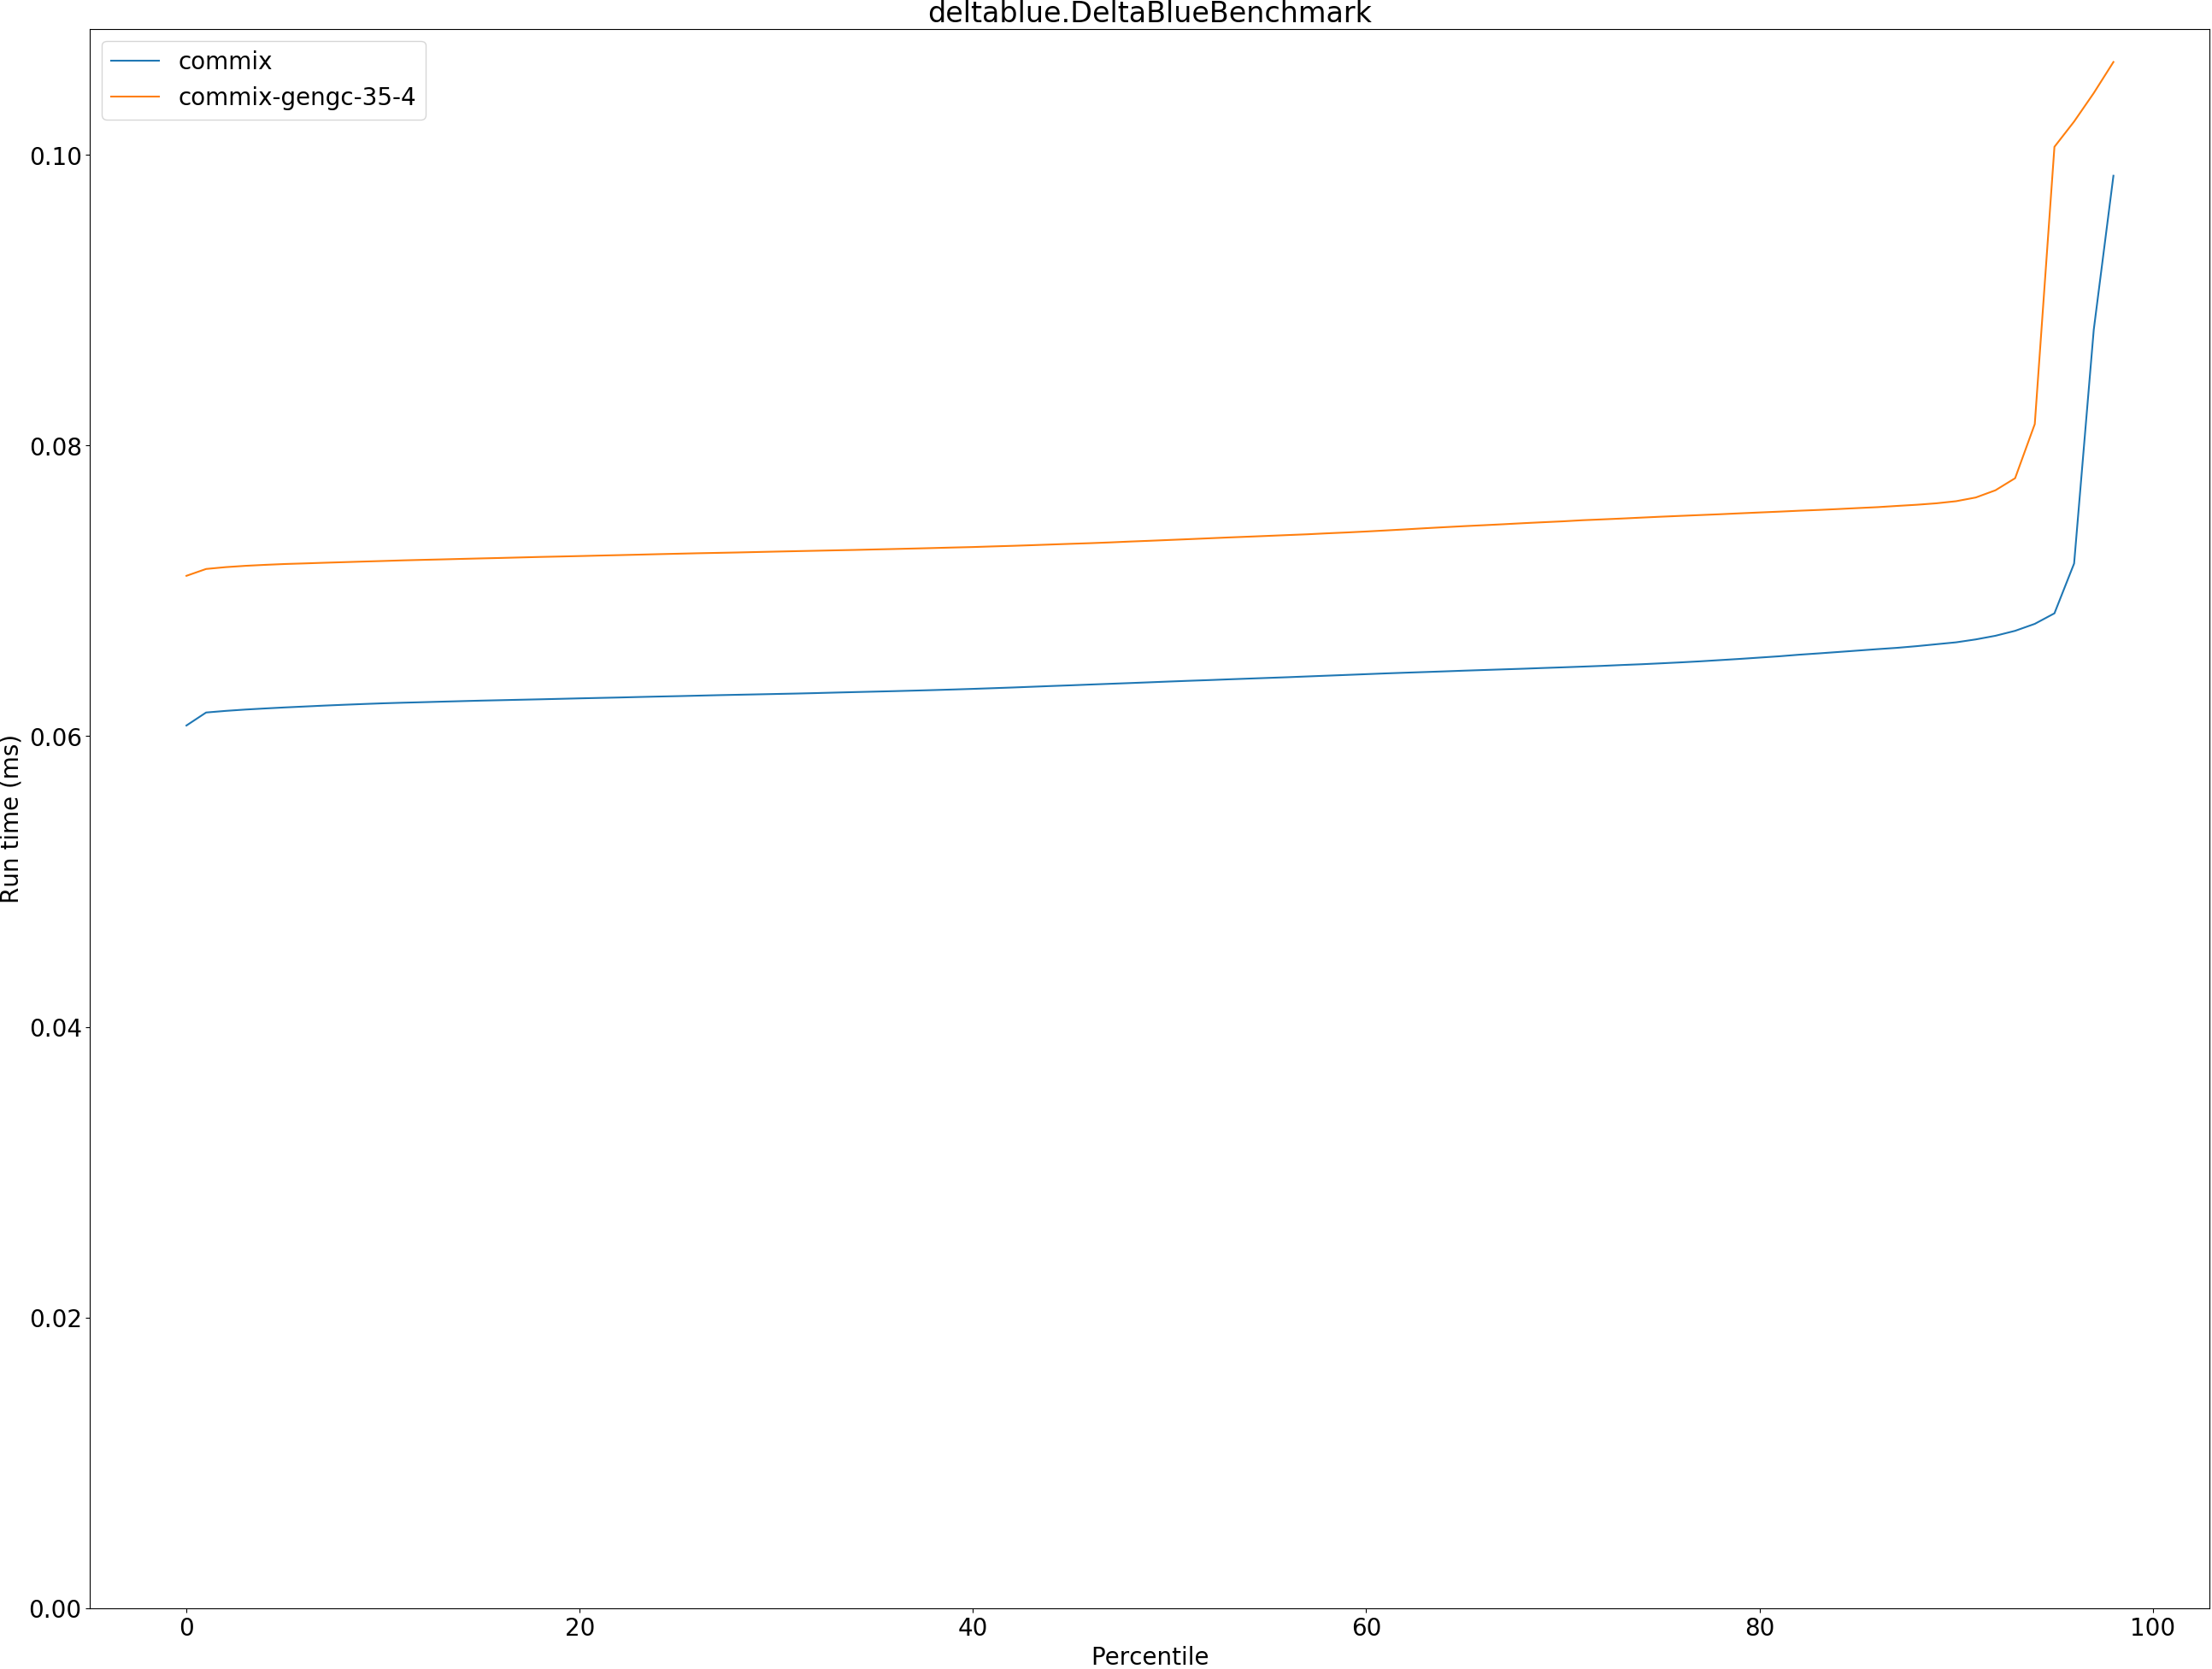 deltablue.DeltaBlueBenchmark
commix
commix-gengc-35-4
0.10
0.08
0.06
0.04
0.02
0.00
Run time (ms)
0 20 40 60 80 100
Percentile